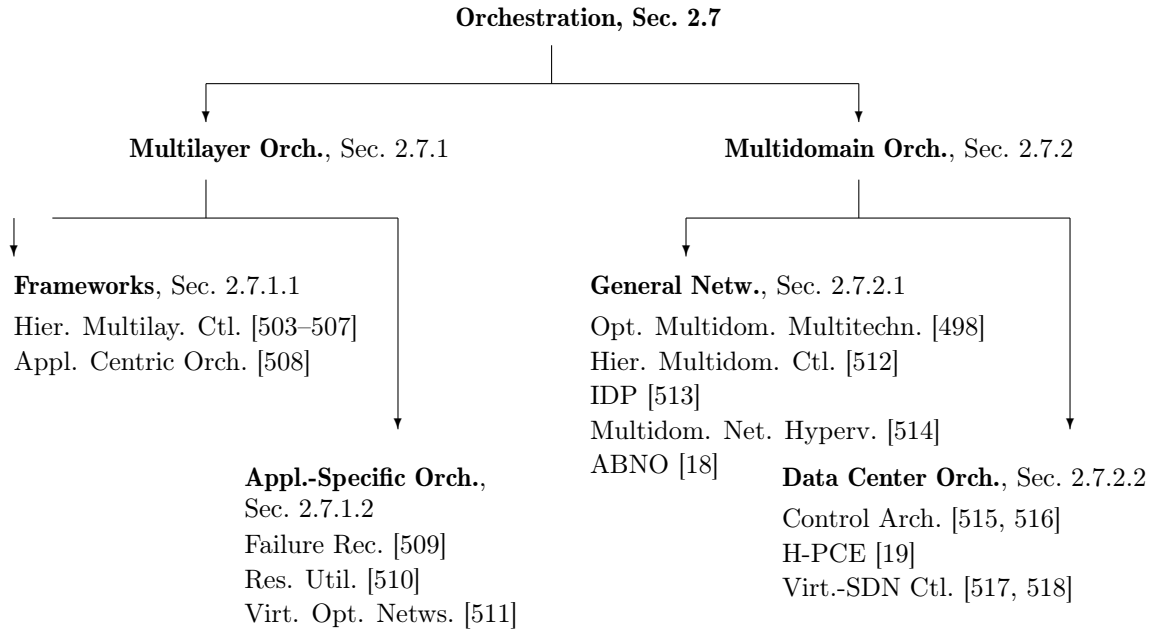 Orchestration, Sec. 2.7
Multilayer Orch., Sec. 2.7.1
Multidomain Orch., Sec. 2.7.2
Frameworks, Sec. 2.7.1.1
Hier. Multilay. Ctl. [503–507]
Appl. Centric Orch. [508]
Appl.-Specific Orch.,
Sec. 2.7.1.2
Failure Rec. [509]
Res. Util. [510]
Virt. Opt. Netws. [511]
General Netw., Sec. 2.7.2.1
Opt. Multidom. Multitechn. [498]
Hier. Multidom. Ctl. [512]
IDP [513]
Multidom. Net. Hyperv. [514]
ABNO [18]
Data Center Orch., Sec. 2.7.2.2
Control Arch. [515, 516]
H-PCE [19]
Virt.-SDN Ctl. [517, 518]